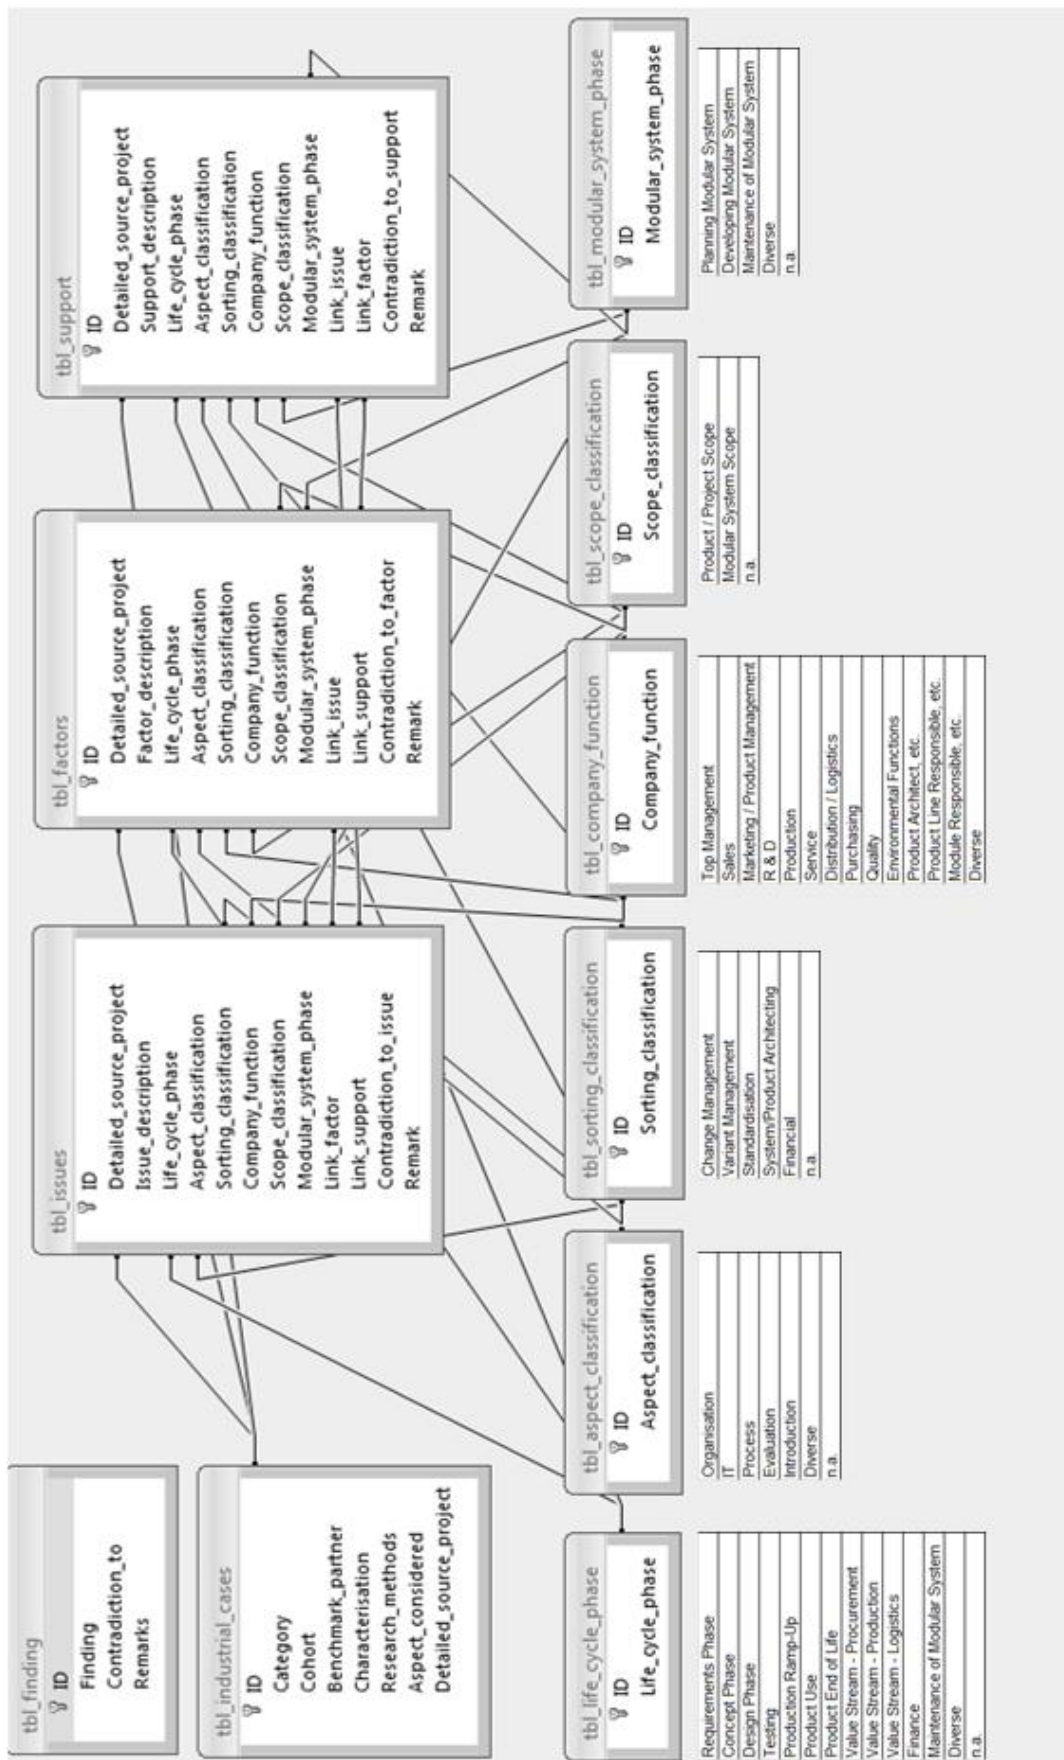 tbl_finding
ID
Finding
Contradiction_to
Remarks
tbl_industrial_cases
ID
Category
Cohort
Benchmark_partner
Characterisation
Research_methods
Aspect_considered
Detailed_source_project
tbl_issues
ID
Detailed_source_project
Issue_description
Life_cycle_phase
Aspect_classification
Sorting_classification
Company_function
Scope_classification
Modular_system_phase
Link_factor
Link_support
Contradiction_to_issue
Remark
tbl_factors
ID
Detailed_source_project
Factor_description
Life_cycle_phase
Aspect_classification
Sorting_classification
Company_function
Scope_classification
Modular_system_phase
Link_issue
Link_support
Contradiction_to_factor
Remark
tbl_support
ID
Detailed_source_project
Support_description
Life_cycle_phase
Aspect_classification
Sorting_classification
Company_function
Scope_classification
Modular_system_phase
Link_issue
Link_factor
Contradiction_to_support
Remark
tbl_life_cycle_phase
ID
Life_cycle_phase
Requirements Phase
Concept Phase
Design Phase
Testing
Production Ramp-Up
Product Use
Product End of Life
Value Stream - Procurement
Value Stream - Production
Value Stream - Logistics
Finance
Maintenance of Modular System
Diverse
n.a.
tbl_aspect_classification
ID
Aspect_classification
Organisation
IT
Process
Evaluation
Introduction
Diverse
n.a.
tbl_sorting_classification
ID
Sorting_classification
Change Management
Variant Management
Standardisation
System/Product Architecting
Financial
n.a.
tbl_company_function
ID
Company_function
Top Management
Sales
Marketing / Product Management
R & D
Production
Service
Distribution / Logistics
Purchasing
Quality
Environmental Functions
Product Architect, etc.
Product Line Responsible, etc.
Module Responsible, etc.
Diverse
tbl_scope_classification
ID
Scope_classification
Product / Project Scope
Modular System Scope
n.a.
tbl_modular_system_phase
ID
Modular_system_phase
Planning Modular System
Developing Modular System
Maintenance of Modular System
Diverse
n.a.